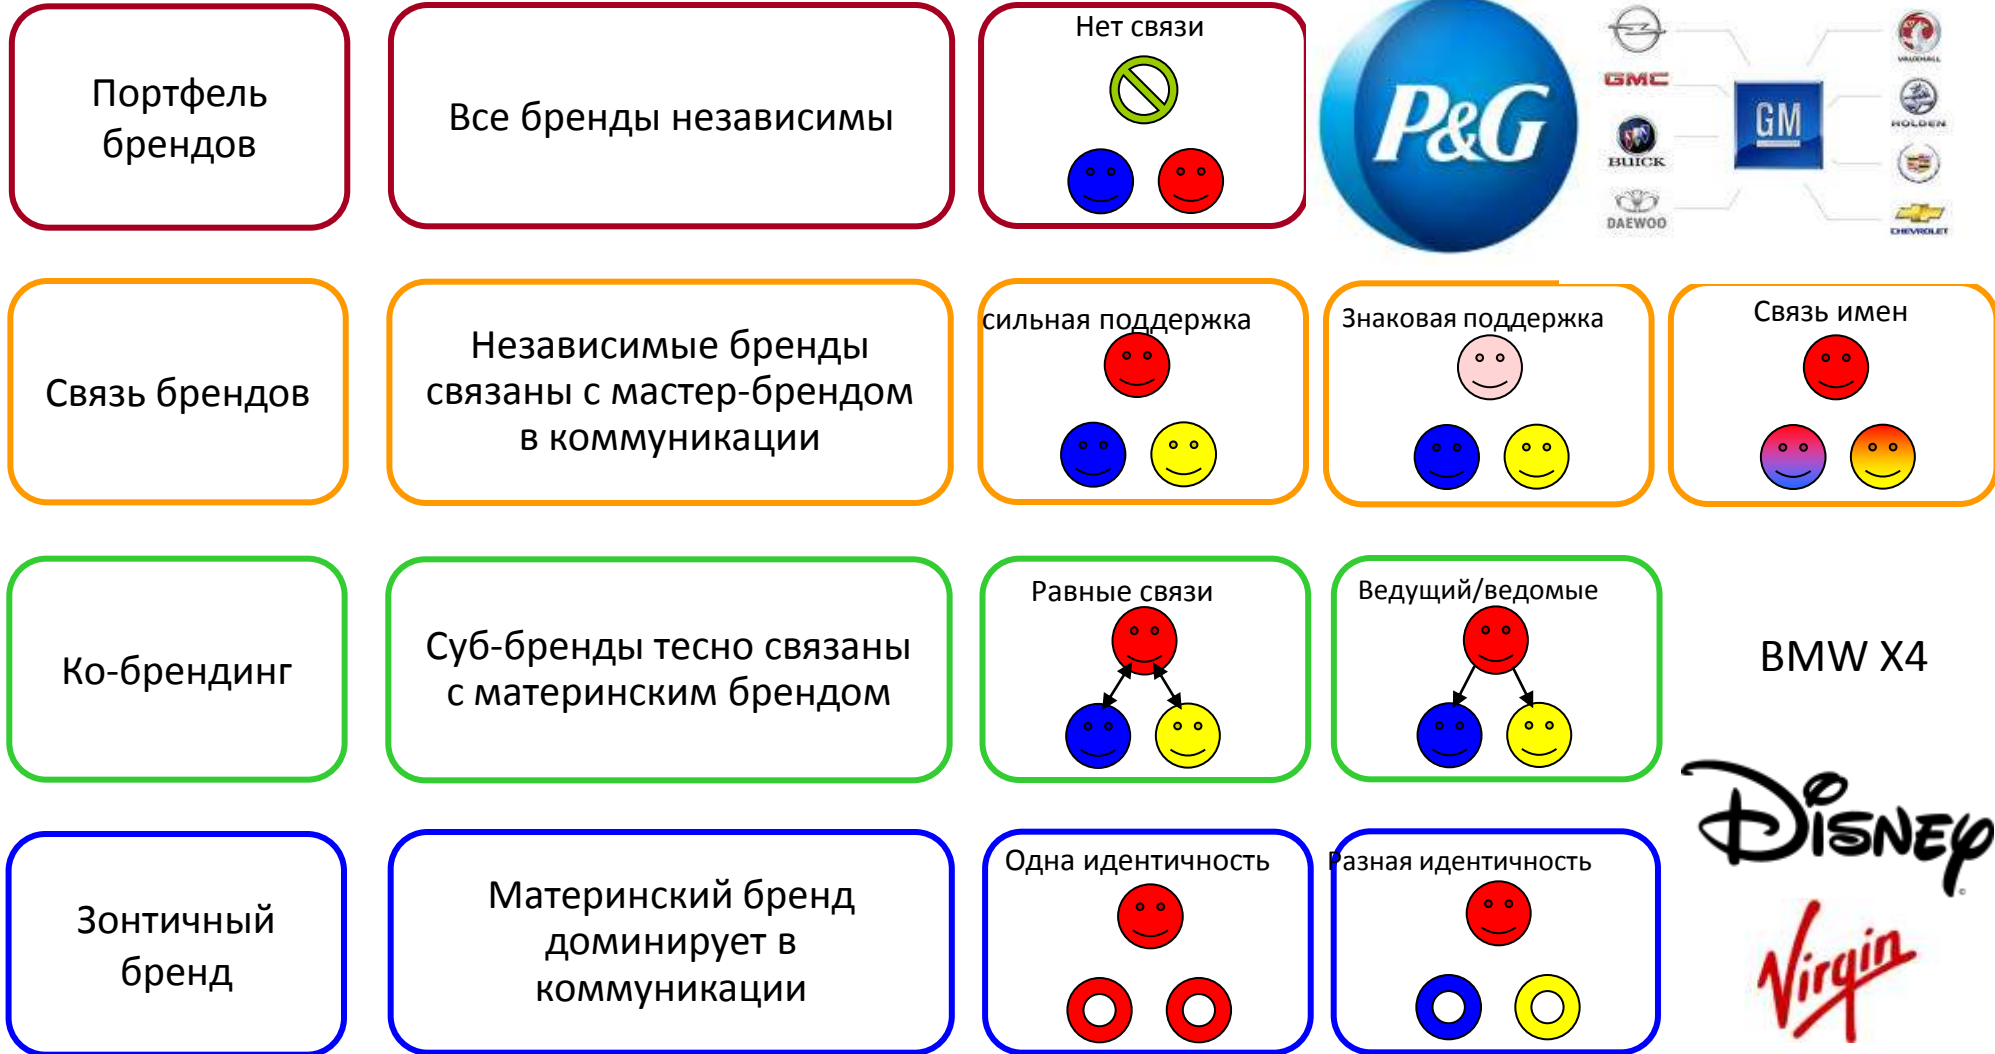 Портфель
брендов
Все бренды независимы
Нет связи
P&G
GMC
BUICK
DAEWOO
GM
VAUXHALL
HOLDEN
CHEVROLET
Связь брендов
Независимые бренды
связаны с мастер-брендом
в коммуникации
сильная поддержка
Знаковая поддержка
Связь имен
Ко-брендинг
Суб-бренды тесно связаны
с материнским брендом
Равные связи
Ведущий/ведомые
BMW X4
Зонтичный
бренд
Материнский бренд
доминирует в
коммуникации
Одна идентичность
Разная идентичность
Disney
Virgin